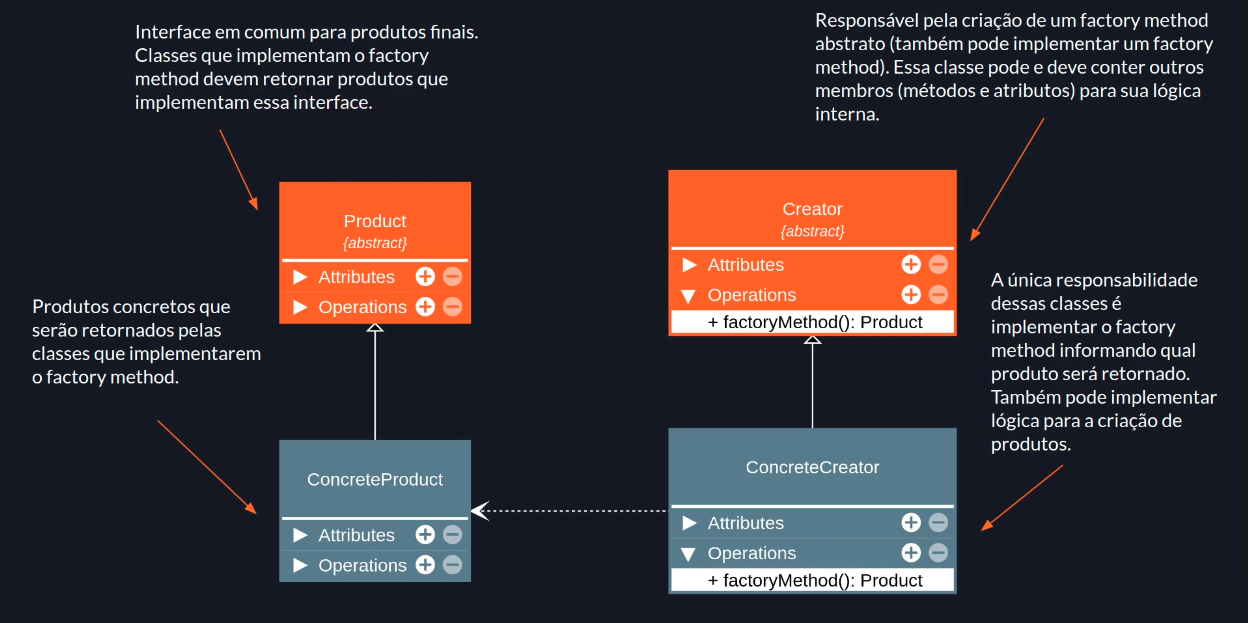 Interface em comum para produtos finais.
Classes que implementam o factory
method devem retornar produtos que
implementam essa interface.
Responsável pela criação de um factory method
abstrato (também pode implementar um factory
method). Essa classe pode e deve conter outros
membros (métodos e atributos) para sua lógica
interna.
Product
{abstract}
Attributes
Operations
Creator
{abstract}
Attributes
Operations
+ factoryMethod(): Product
Produtos concretos que
serão retornados pelas
classes que implementarem
o factory method.
A única responsabilidade
dessas classes é
implementar o factory
method informando qual
produto será retornado.
Também pode implementar
lógica para a criação de
produtos.
ConcreteProduct
Attributes
Operations
ConcreteCreator
Attributes
Operations
+ factoryMethod(): Product